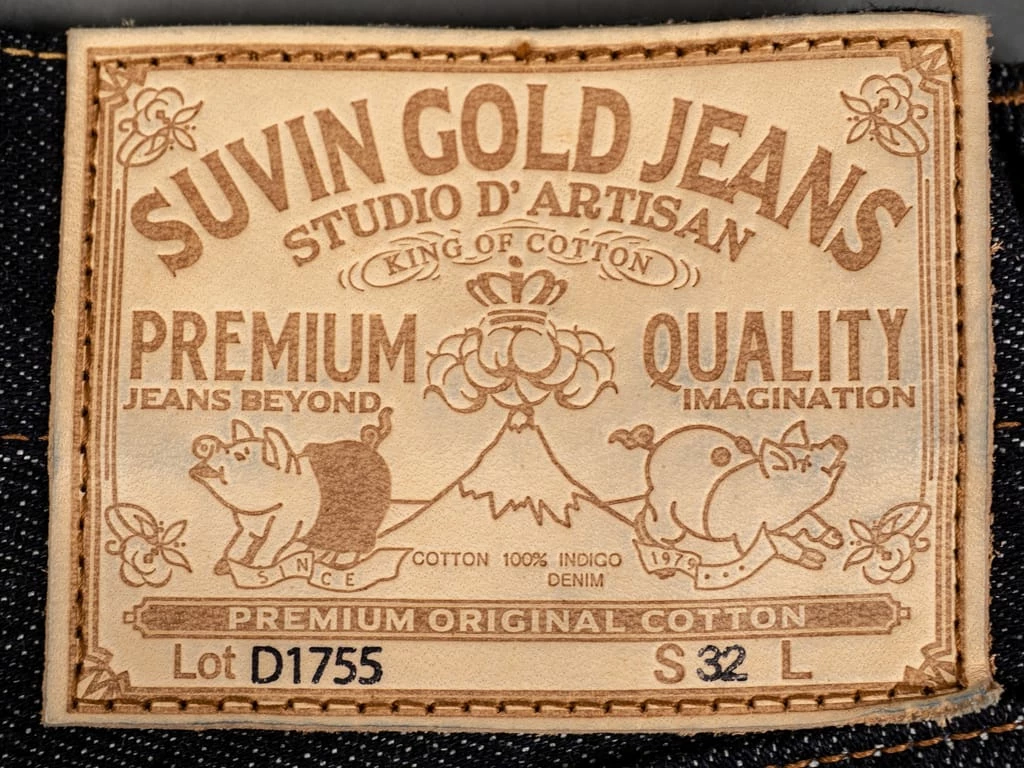 SUVIN GOLD JEANS
STUDIO D' ARTISAN
KING OF COTTON
PREMIUM QUALITY
JEANS BEYOND IMAGINATION
SINCE 1979
COTTON 100% INDIGO
DENIM
PREMIUM ORIGINAL COTTON
Lot D1755 S 32 L